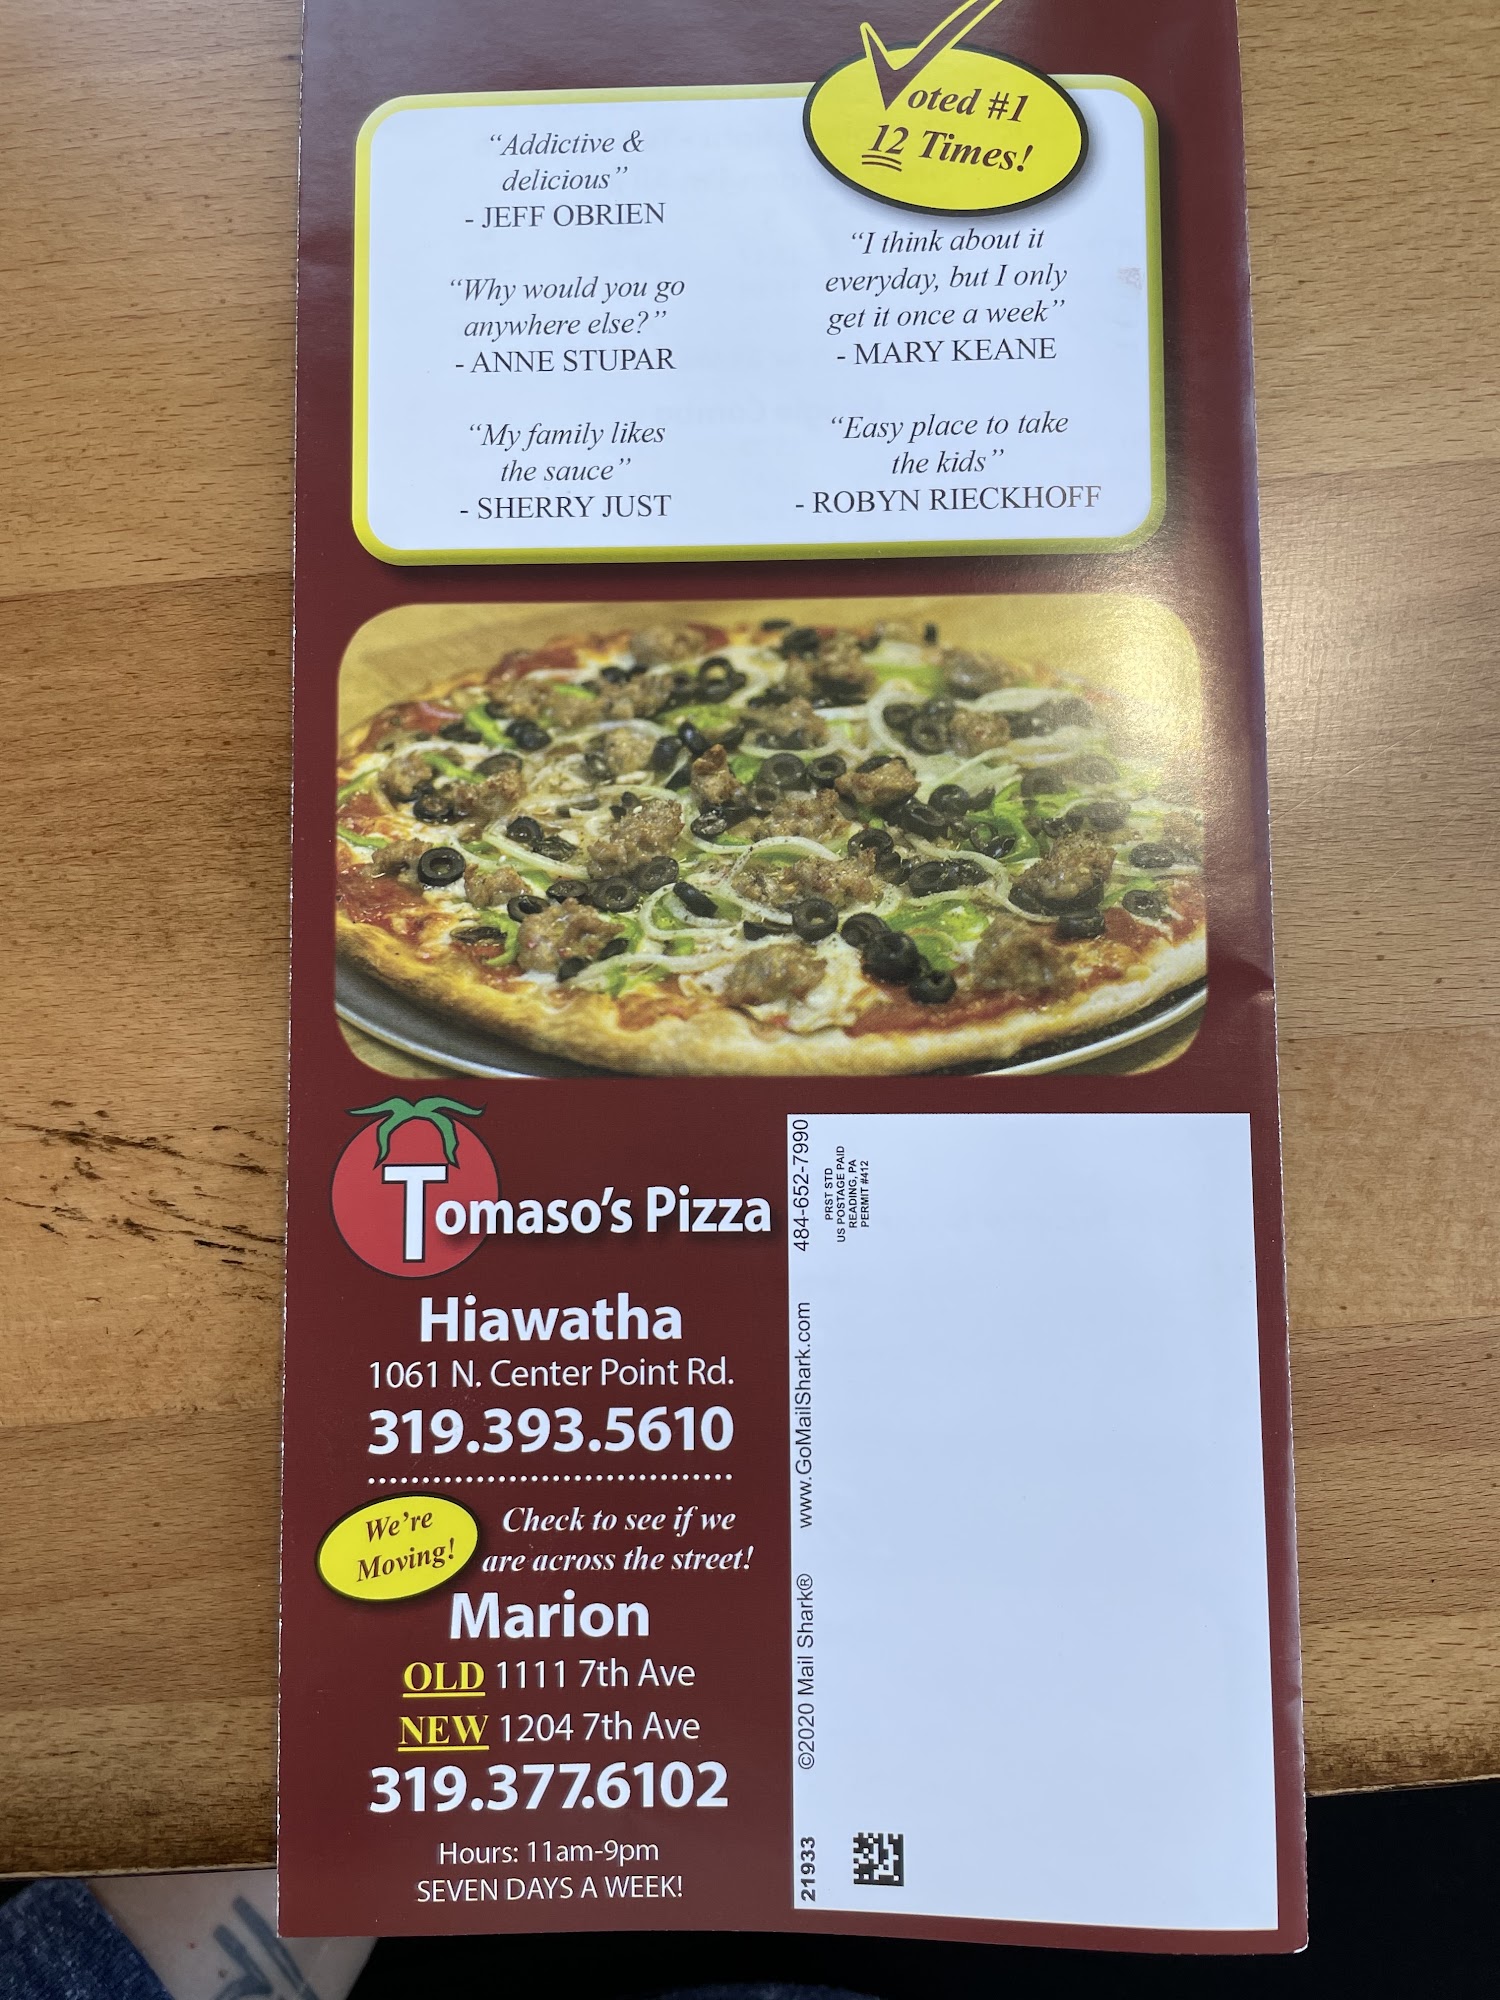 Voted #1
12 Times!
"Addictive &
delicious"
- JEFF OBRIEN
"Why would you go
anywhere else?"
- ANNE STUPAR
"My family likes
the sauce"
- SHERRY JUST
"I think about it
everyday, but I only
get it once a week"
- MARY KEANE
"Easy place to take
the kids"
- ROBYN RIECKHOFF
Tomaso's Pizza
Hiawatha
1061 N. Center Point Rd.
319.393.5610
We're
Moving!
Check to see if we
are across the street!
Marion
OLD 1111 7th Ave
NEW 1204 7th Ave
319.377.6102
Hours: 11am-9pm
SEVEN DAYS A WEEK!
21933 ©2020 Mail Shark® www.GoMailShark.com 484-652-7990
PRST STD
US POSTAGE PAID
READING, PA
PERMIT #412